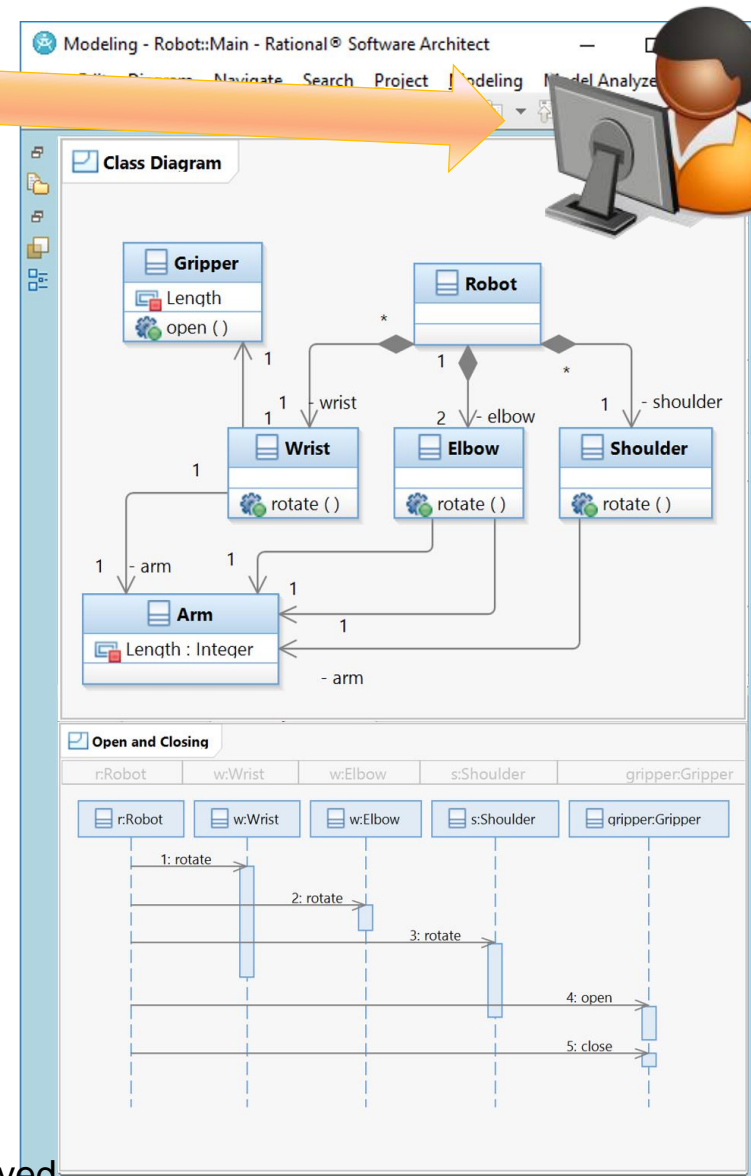 Modeling - Robot::Main - Rational® Software Architect
Diagram Navigate Search Project Modeling Model Analyze
Class Diagram
Gripper
Length
open ( )
Robot
*
1
1
*
1
- wrist
1
2
- elbow
1
- shoulder
Wrist
Elbow
Shoulder
1
rotate ( )
rotate ( )
rotate ( )
1
- arm
1
1
Arm
1
Length : Integer
- arm
Open and Closing
r:Robot w:Wrist w:Elbow s:Shoulder gripper:Gripper
r:Robot w:Wrist w:Elbow s:Shoulder gripper:Gripper
1: rotate
2: rotate
3: rotate
4: open
5: close